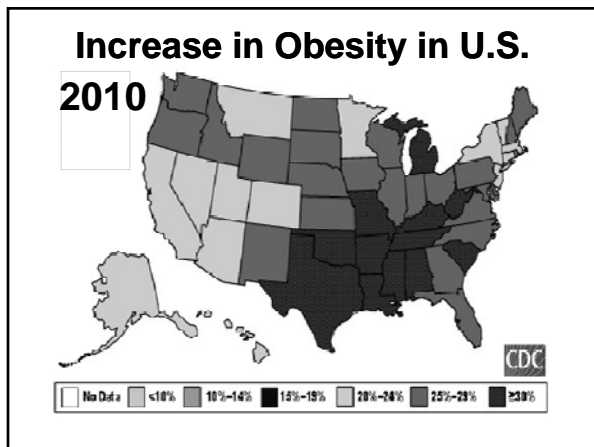 Increase in Obesity in U.S.
2010
CDC
No Data <10% 10%–14% 15%–19% 20%–24% 25%–29% ≥30%